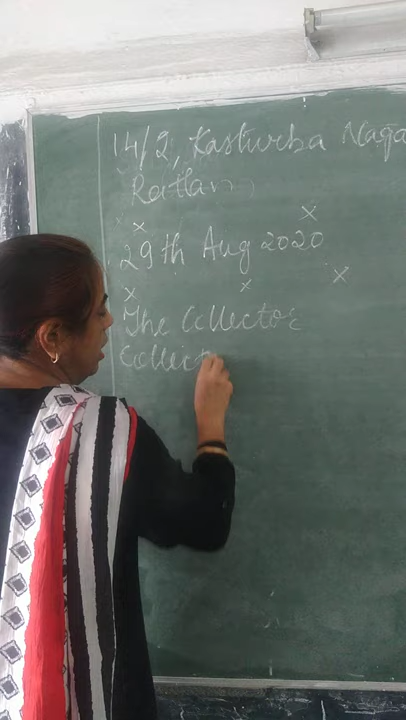 14/2, Kasturba Naga
Ratlam,
x x
29th Aug 2020
x x x
The Collector
Collect